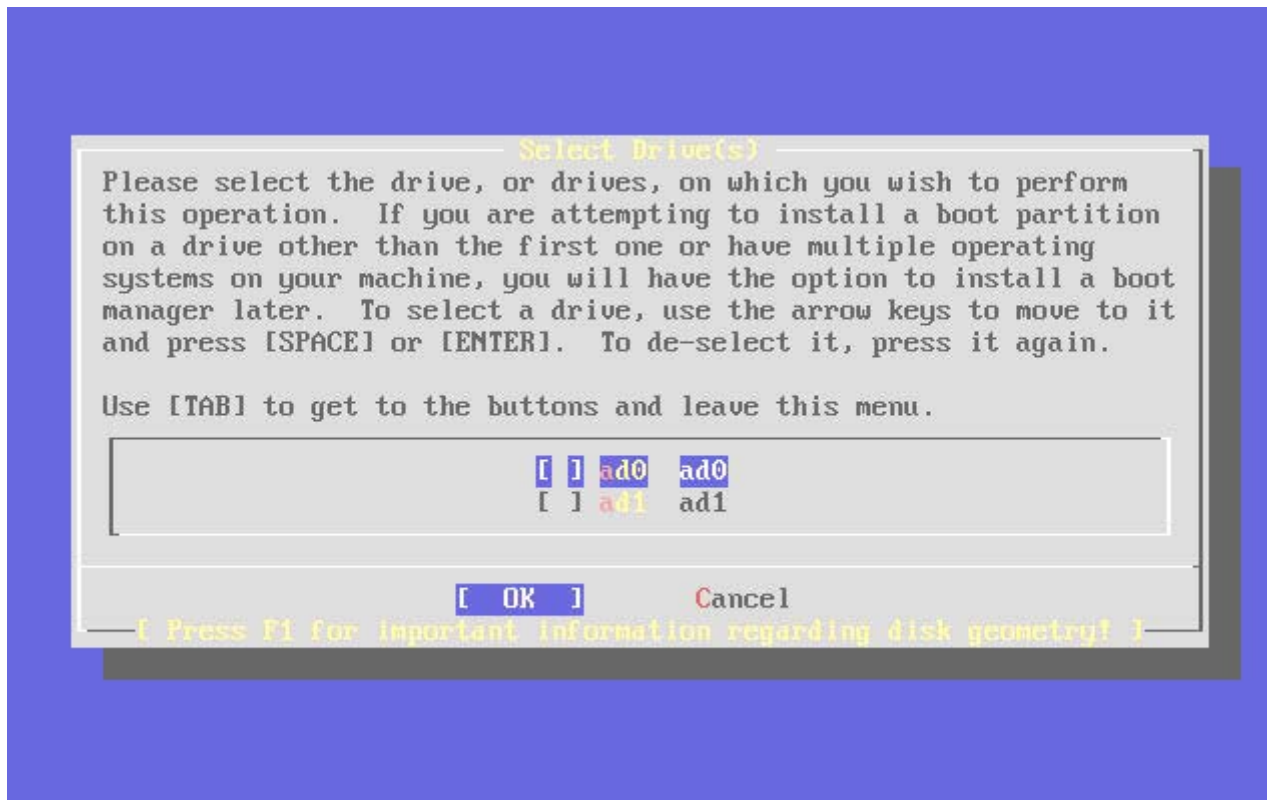 Select Drive(s)
Please select the drive, or drives, on which you wish to perform
this operation.  If you are attempting to install a boot partition
on a drive other than the first one or have multiple operating
systems on your machine, you will have the option to install a boot
manager later.  To select a drive, use the arrow keys to move to it
and press [SPACE] or [ENTER].  To de-select it, press it again.
Use [TAB] to get to the buttons and leave this menu.
[ ] ad0  ad0
[ ] ad1  ad1
[  OK  ]       Cancel
[ Press F1 for important information regarding disk geometry! ]